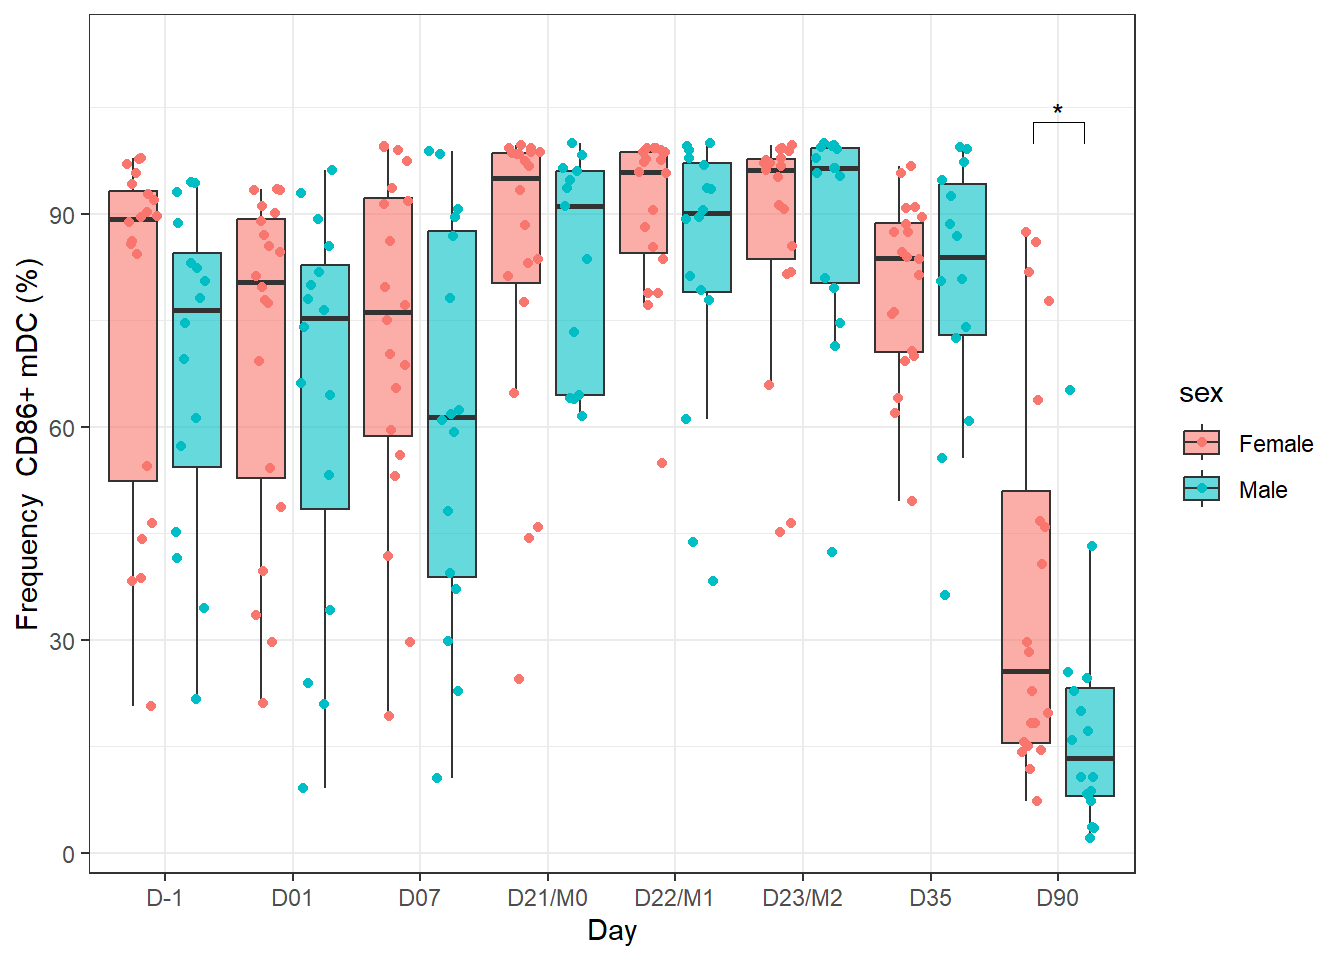 *
90
60
30
0
Frequency CD86+ mDC (%)
D-1 D01 D07 D21/M0 D22/M1 D23/M2 D35 D90
Day
sex
Female
Male